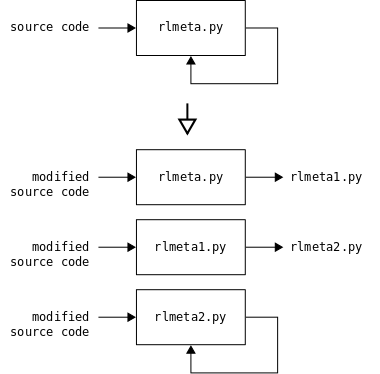 source code
rlmeta.py
modified
source code
rlmeta.py
rlmeta1.py
modified
source code
rlmeta1.py
rlmeta2.py
modified
source code
rlmeta2.py